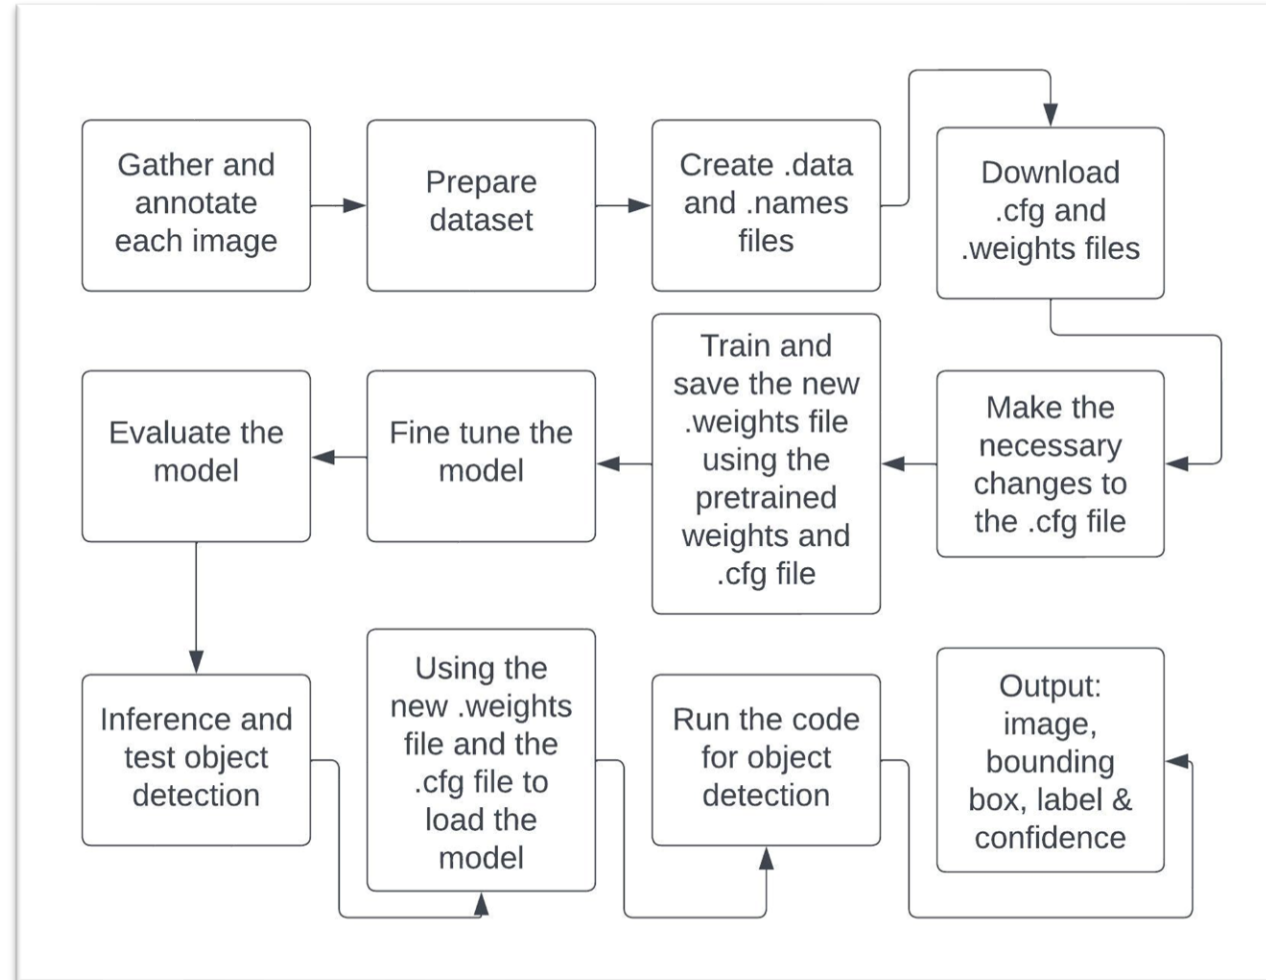 Gather and
annotate
each image
Prepare
dataset
Create .data
and .names
files
Download
.cfg and
.weights files
Make the
necessary
changes to
the .cfg file
Train and
save the new
.weights file
using the
pretrained
weights and
.cfg file
Fine tune the
model
Evaluate the
model
Inference and
test object
detection
Using the
new .weights
file and the
.cfg file to
load the
model
Run the code
for object
detection
Output:
image,
bounding
box, label &
confidence